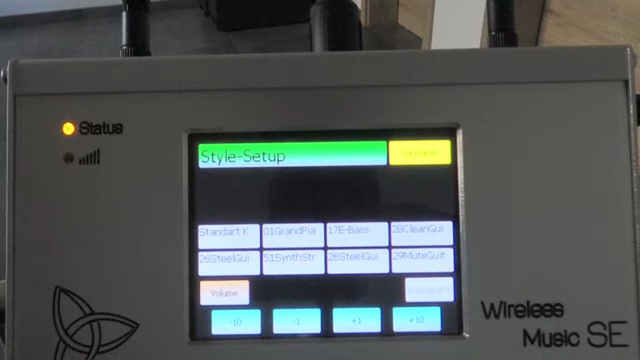 Status
Style-Setup
Standart K 01GrandPia 17E-Bass 28CleanGui
26SteelGui 51SynthStr 26SteelGui 29MuteGuit
Volume
-10 -1 +1 +10
Wireless
Music SE